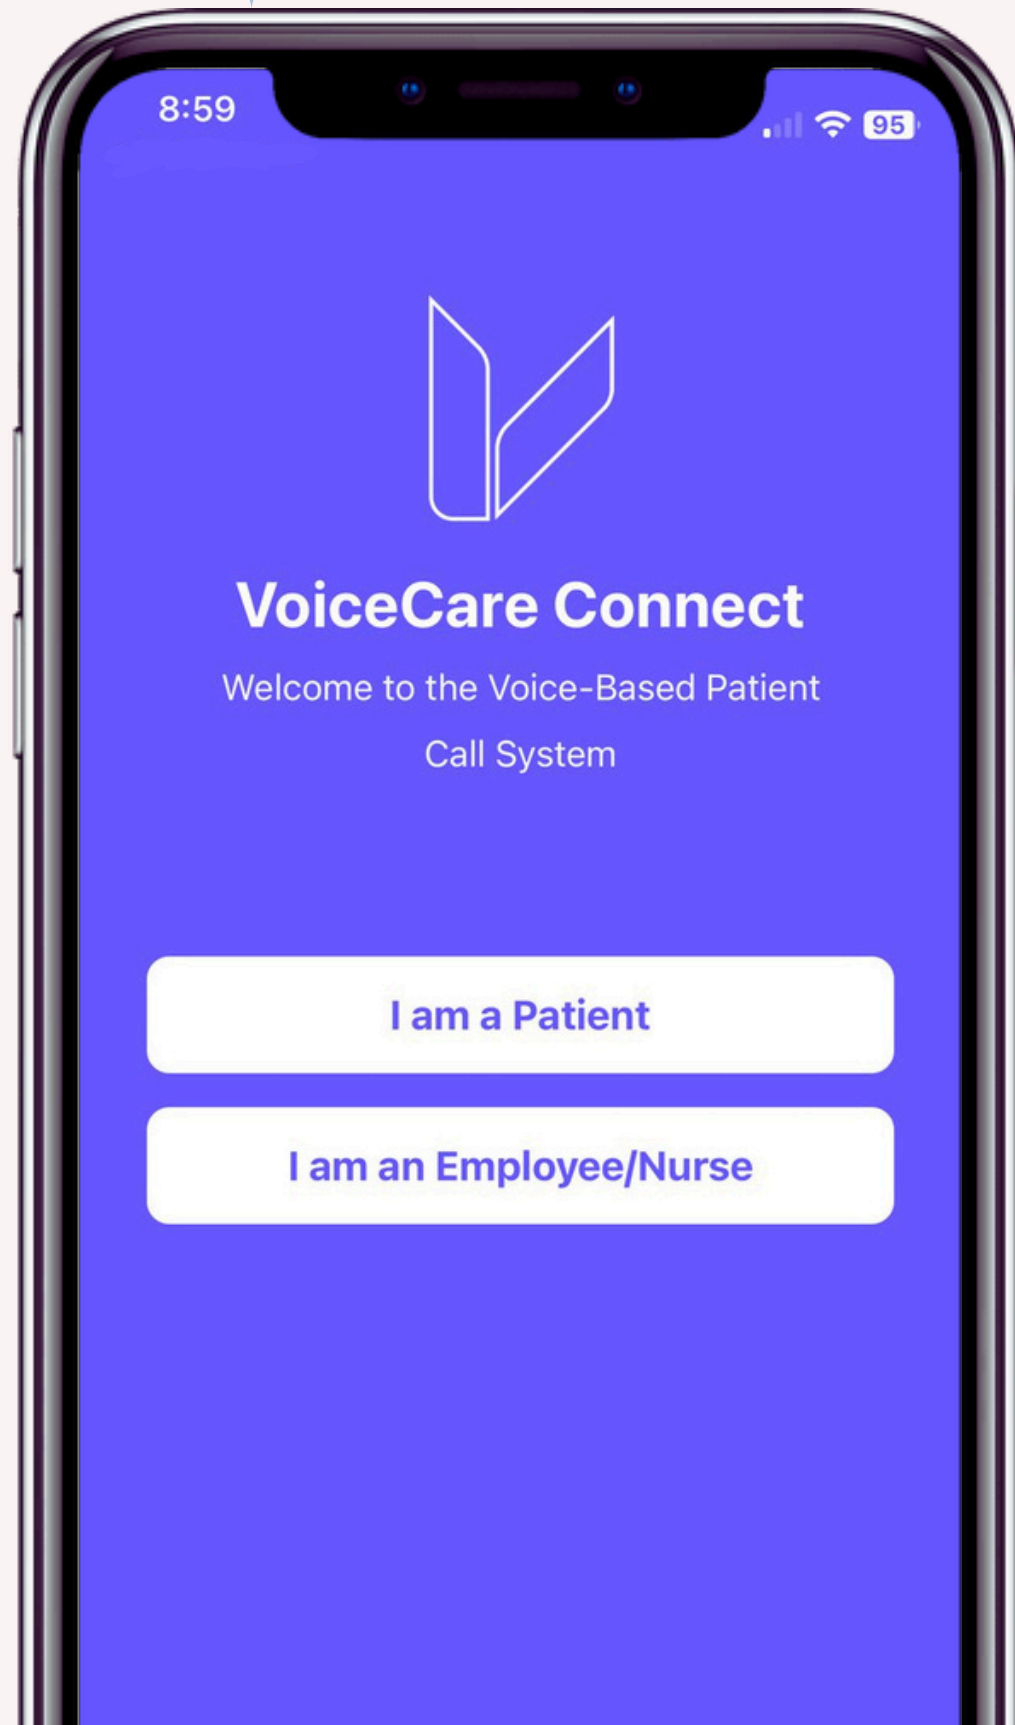 8:59
95
VoiceCare Connect
Welcome to the Voice-Based Patient
Call System
I am a Patient
I am an Employee/Nurse